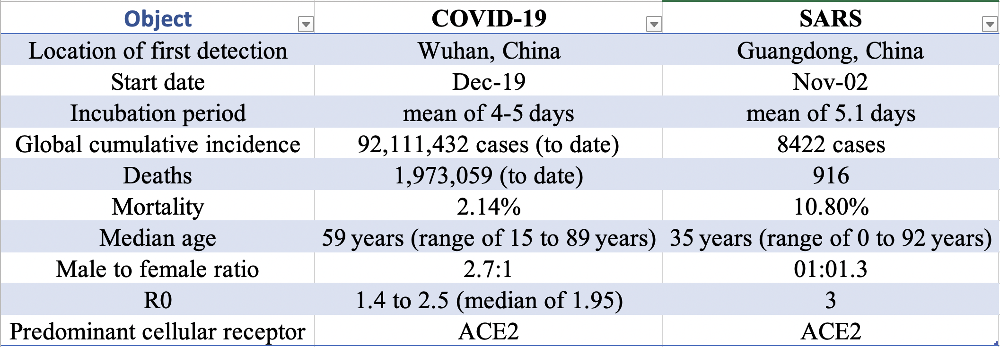 Object COVID-19 SARS
Location of first detection Wuhan, China Guangdong, China
Start date Dec-19 Nov-02
Incubation period mean of 4-5 days mean of 5.1 days
Global cumulative incidence 92,111,432 cases (to date) 8422 cases
Deaths 1,973,059 (to date) 916
Mortality 2.14% 10.80%
Median age 59 years (range of 15 to 89 years) 35 years (range of 0 to 92 years)
Male to female ratio 2.7:1 01:01.3
R0 1.4 to 2.5 (median of 1.95) 3
Predominant cellular receptor ACE2 ACE2